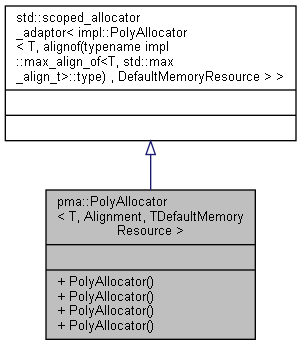 std::scoped_allocator
_adaptor< impl::PolyAllocator
< T, alignof(typename impl
::max_align_of<T, std::max
_align_t>::type) , DefaultMemoryResource > >
pma::PolyAllocator
< T, Alignment, TDefaultMemory
Resource >
+ PolyAllocator()
+ PolyAllocator()
+ PolyAllocator()
+ PolyAllocator()